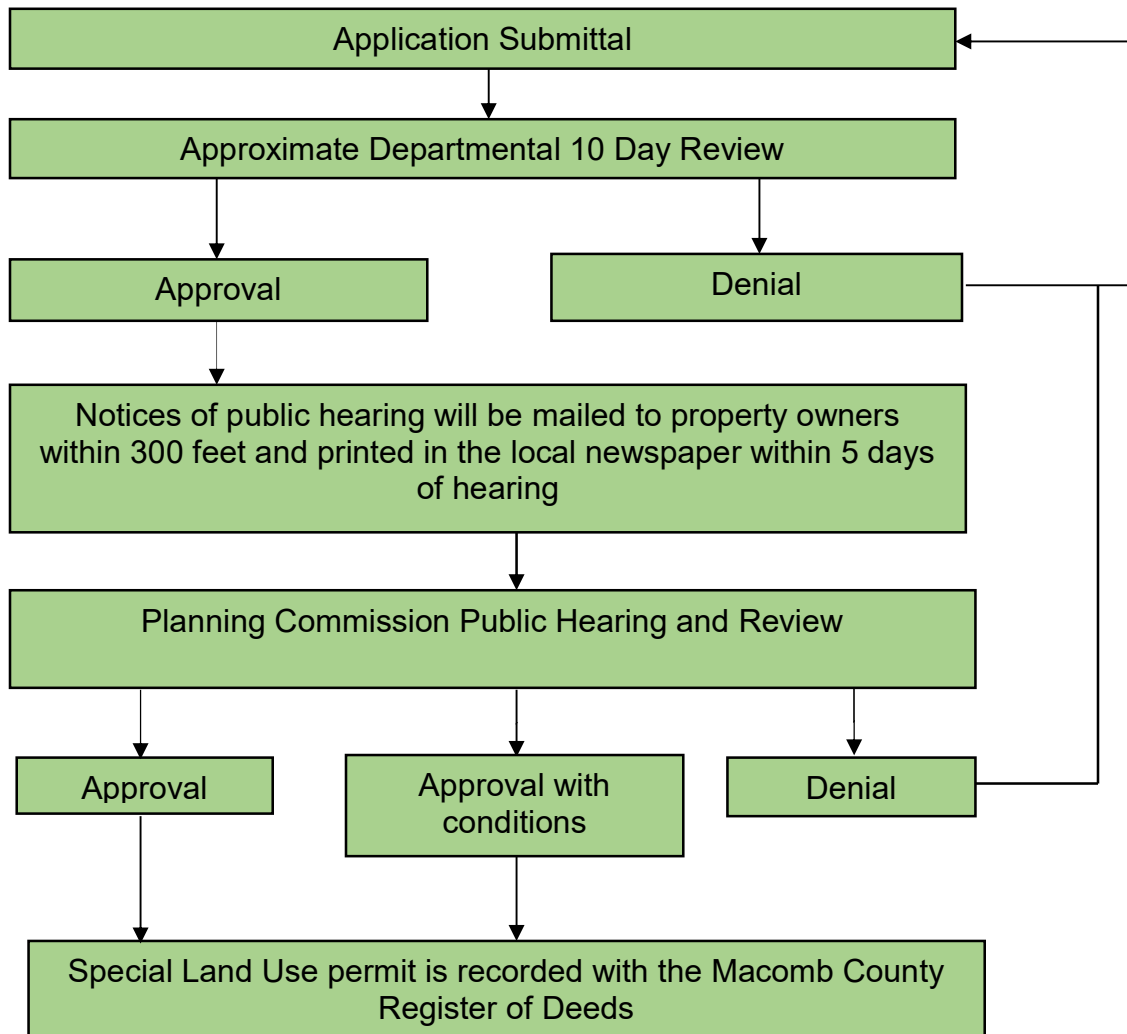 Application Submittal
Approximate Departmental 10 Day Review
Approval
Denial
Notices of public hearing will be mailed to property owners
within 300 feet and printed in the local newspaper within 5 days
of hearing
Planning Commission Public Hearing and Review
Approval
Approval with
conditions
Denial
Special Land Use permit is recorded with the Macomb County
Register of Deeds